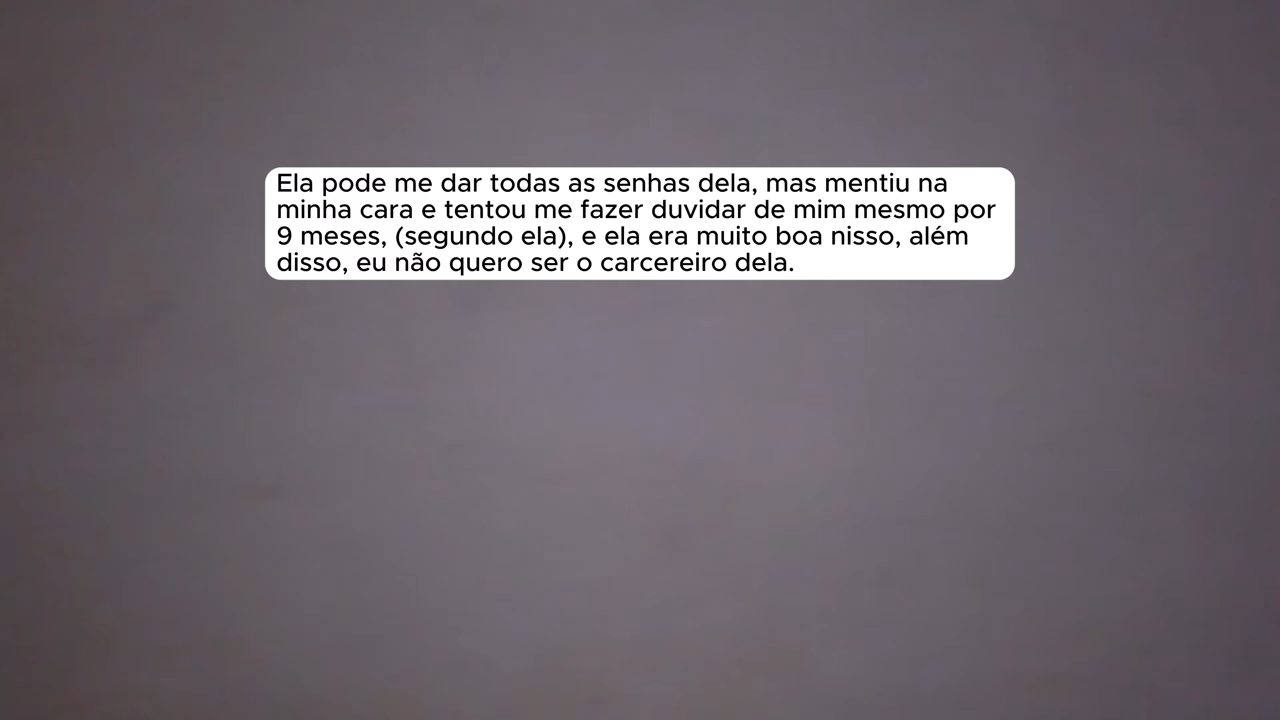 Ela pode me dar todas as senhas dela, mas mentiu na
minha cara e tentou me fazer duvidar de mim mesmo por
9 meses, (segundo ela), e ela era muito boa nisso, além
disso, eu não quero ser o carcereiro dela.